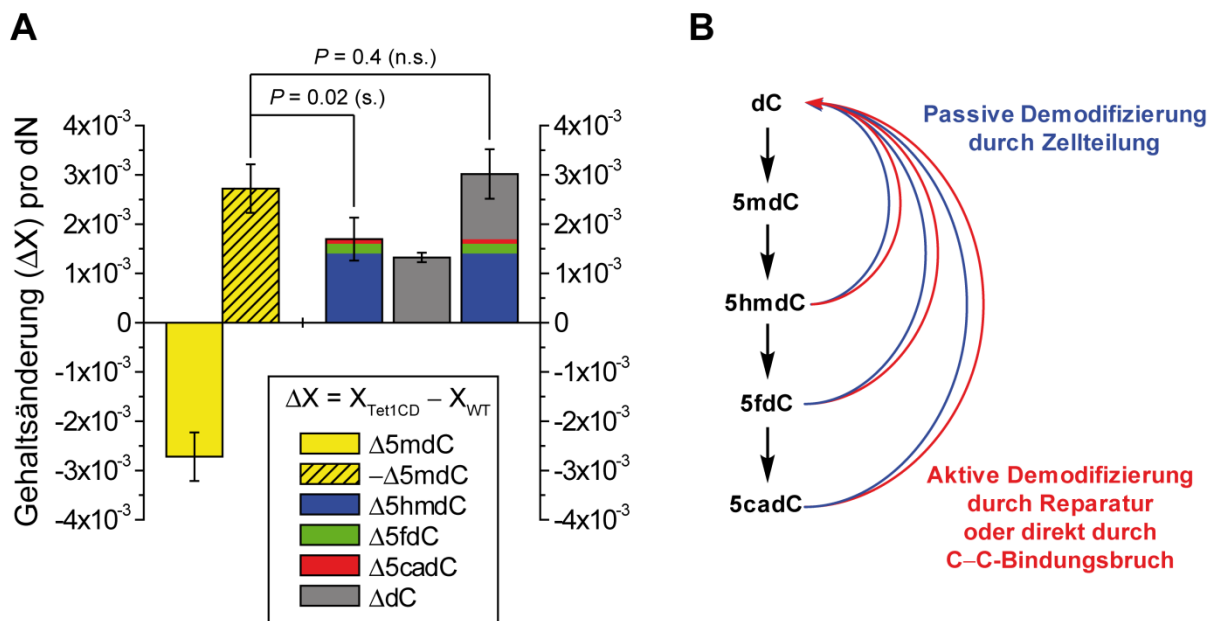 A
P = 0.4 (n.s.)
P = 0.02 (s.)
Gehaltsänderung (ΔX) pro dN
4x10⁻³
3x10⁻³
2x10⁻³
1x10⁻³
0
-1x10⁻³
-2x10⁻³
-3x10⁻³
-4x10⁻³
4x10⁻³
3x10⁻³
2x10⁻³
1x10⁻³
0
-1x10⁻³
-2x10⁻³
-3x10⁻³
-4x10⁻³
ΔX = X_Tet1CD − X_WT
Δ5mdC
−Δ5mdC
Δ5hmdC
Δ5fdC
Δ5cadC
ΔdC
B
dC
5mdC
5hmdC
5fdC
5cadC
Passive Demodifizierung
durch Zellteilung
Aktive Demodifizierung
durch Reparatur
oder direkt durch
C–C-Bindungsbruch